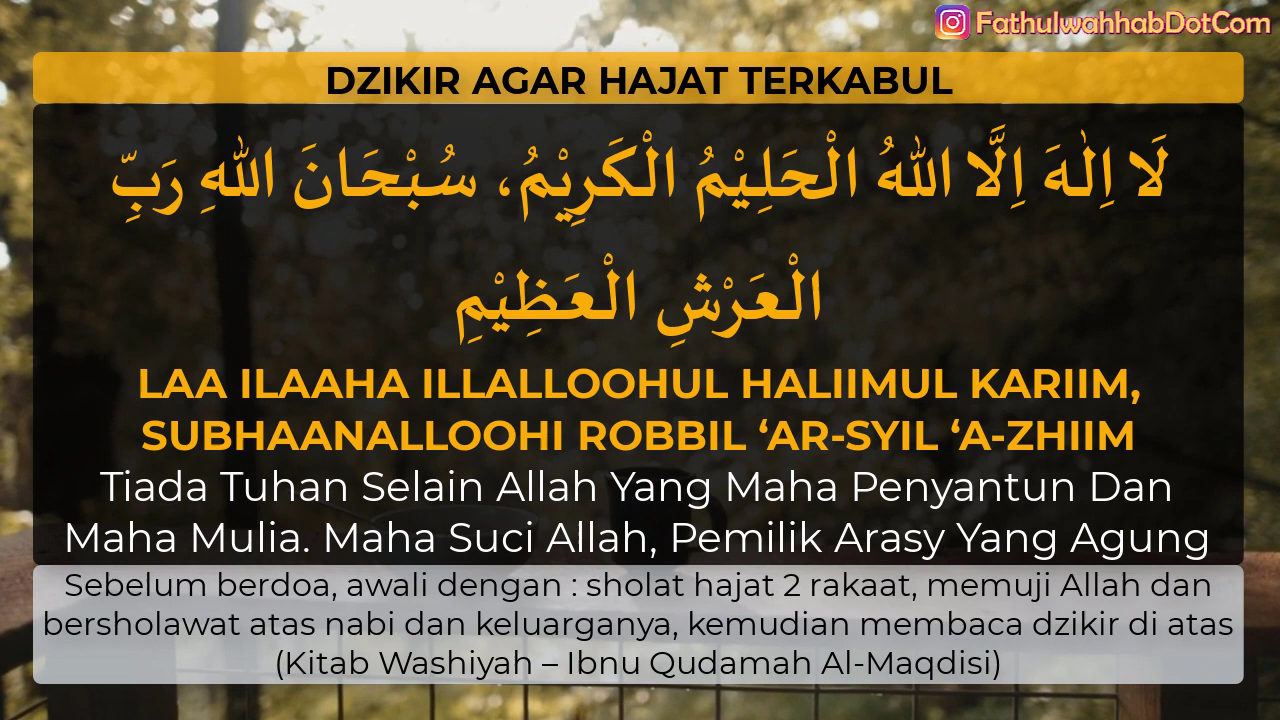 FathulwahhabDotCom
DZIKIR AGAR HAJAT TERKABUL
لَا اِلٰهَ اِلَّا اللهُ الْحَلِيْمُ الْكَرِيْمُ، سُبْحَانَ اللهِ رَبِّ
الْعَرْشِ الْعَظِيْمِ
LAA ILAAHA ILLALLOOHUL HALIIMUL KARIIM,
SUBHAANALLOOHI ROBBIL ‘AR-SYIL ‘A-ZHIIM
Tiada Tuhan Selain Allah Yang Maha Penyantun Dan
Maha Mulia. Maha Suci Allah, Pemilik Arasy Yang Agung
Sebelum berdoa, awali dengan : sholat hajat 2 rakaat, memuji Allah dan
bersholawat atas nabi dan keluarganya, kemudian membaca dzikir di atas
(Kitab Washiyah – Ibnu Qudamah Al-Maqdisi)